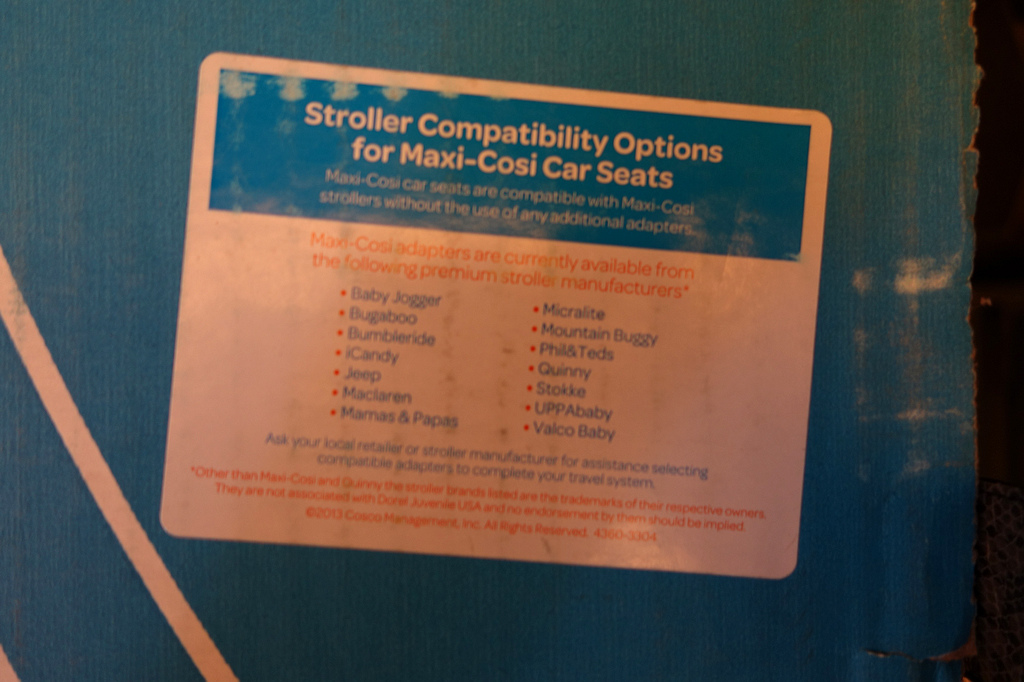 Stroller Compatibility Options
for Maxi-Cosi Car Seats
Maxi-Cosi car seats are compatible with Maxi-Cosi
strollers without the use of any additional adapters.
Maxi-Cosi adapters are currently available from
the following premium stroller manufacturers*
• Baby Jogger
• Bugaboo
• Bumbleride
• iCandy
• Jeep
• Maclaren
• Mamas & Papas
• Micralite
• Mountain Buggy
• Phil&Teds
• Quinny
• Stokke
• UPPAbaby
• Valco Baby
Ask your local retailer or stroller manufacturer for assistance selecting
compatible adapters to complete your travel system.
*Other than Maxi-Cosi and Quinny the stroller brands listed are the trademarks of their respective owners.
They are not associated with Dorel Juvenile USA and no endorsement by them should be implied.
©2013 Cosco Management, Inc. All Rights Reserved. 4360-3304